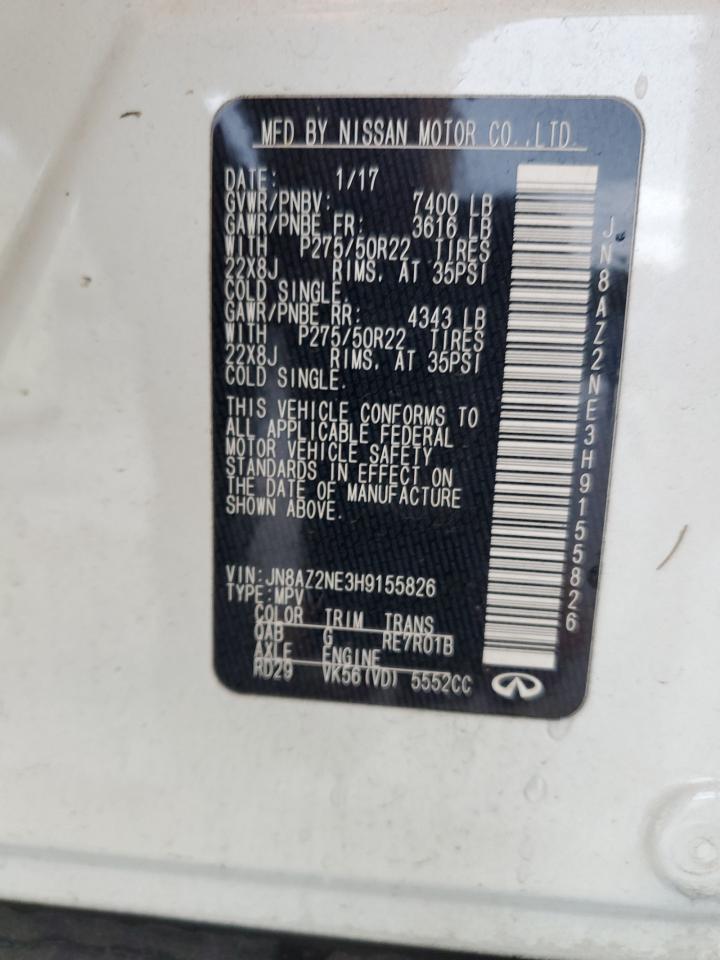 MFD BY NISSAN MOTOR CO.,LTD.
DATE: 1/17
GVWR/PNBV: 7400 LB
GAWR/PNBE FR: 3616 LB
WITH P275/50R22 TIRES
22X8J RIMS, AT 35PSI
COLD SINGLE.
GAWR/PNBE RR: 4343 LB
WITH P275/50R22 TIRES
22X8J RIMS, AT 35PSI
COLD SINGLE.
THIS VEHICLE CONFORMS TO
ALL APPLICABLE FEDERAL
MOTOR VEHICLE SAFETY
STANDARDS IN EFFECT ON
THE DATE OF MANUFACTURE
SHOWN ABOVE.
VIN:JN8AZ2NE3H9155826
TYPE:MPV
COLOR TRIM TRANS
QAB G RE7R01B
AXLE ENGINE
RD29 VK56(VD) 5552CC
JN8AZ2NE3H9155826